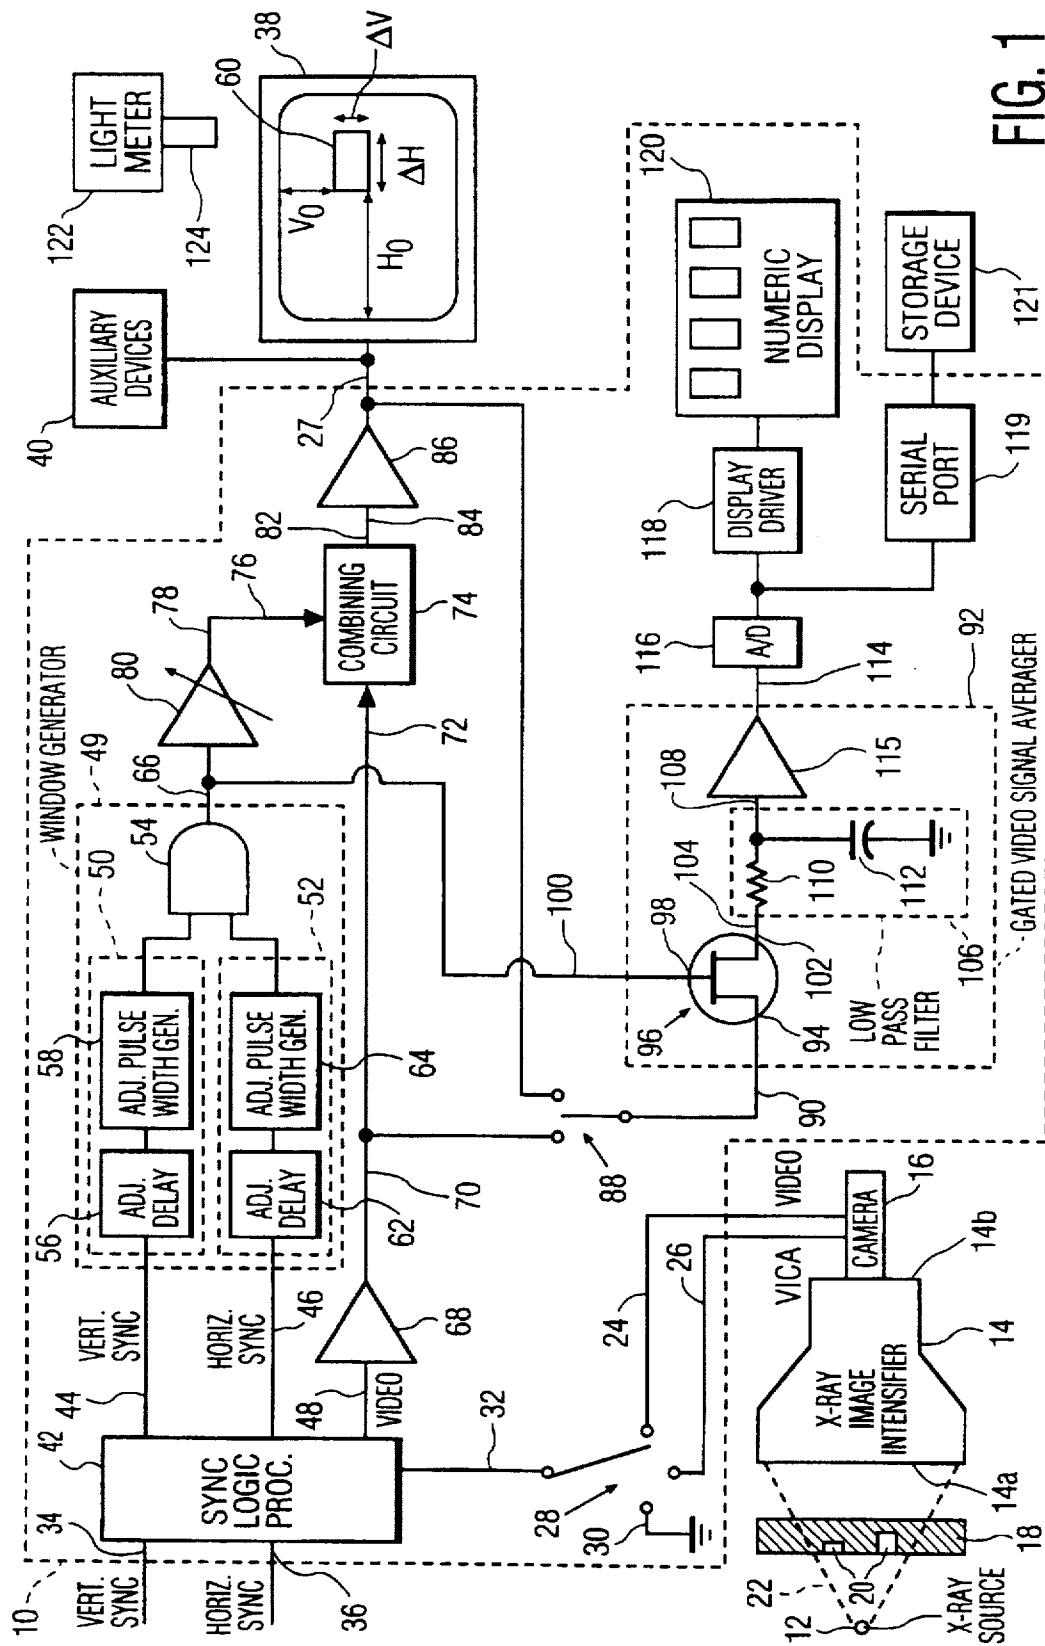 10
VERT.
SYNC
34
HORIZ.
SYNC
36
42
SYNC
LOGIC
PROC.
44
VERT.
SYNC
HORIZ.
SYNC
46
48
VIDEO
68
56
ADJ.
DELAY
58
ADJ. PULSE
WIDTH GEN.
50
ADJ.
DELAY
62
ADJ. PULSE
WIDTH GEN.
64
52
54
49
WINDOW GENERATOR
66
80
78
76
70
72
COMBINING
CIRCUIT
74
82
84
86
27
40
AUXILIARY
DEVICES
122
LIGHT
METER
124
V0
H0
60
38
ΔV
ΔH
32
28
30
24
26
88
90
100
96
98
94
102
104
108
110
112
106
LOW
PASS
FILTER
115
92
GATED VIDEO SIGNAL AVERAGER
114
116
A/D
118
DISPLAY
DRIVER
120
NUMERIC
DISPLAY
SERIAL
PORT
119
STORAGE
DEVICE
121
12
22
20
X-RAY
SOURCE
18
14a
X-RAY
IMAGE
INTENSIFIER
14
14b
VICA
VIDEO
CAMERA
16
FIG. 1